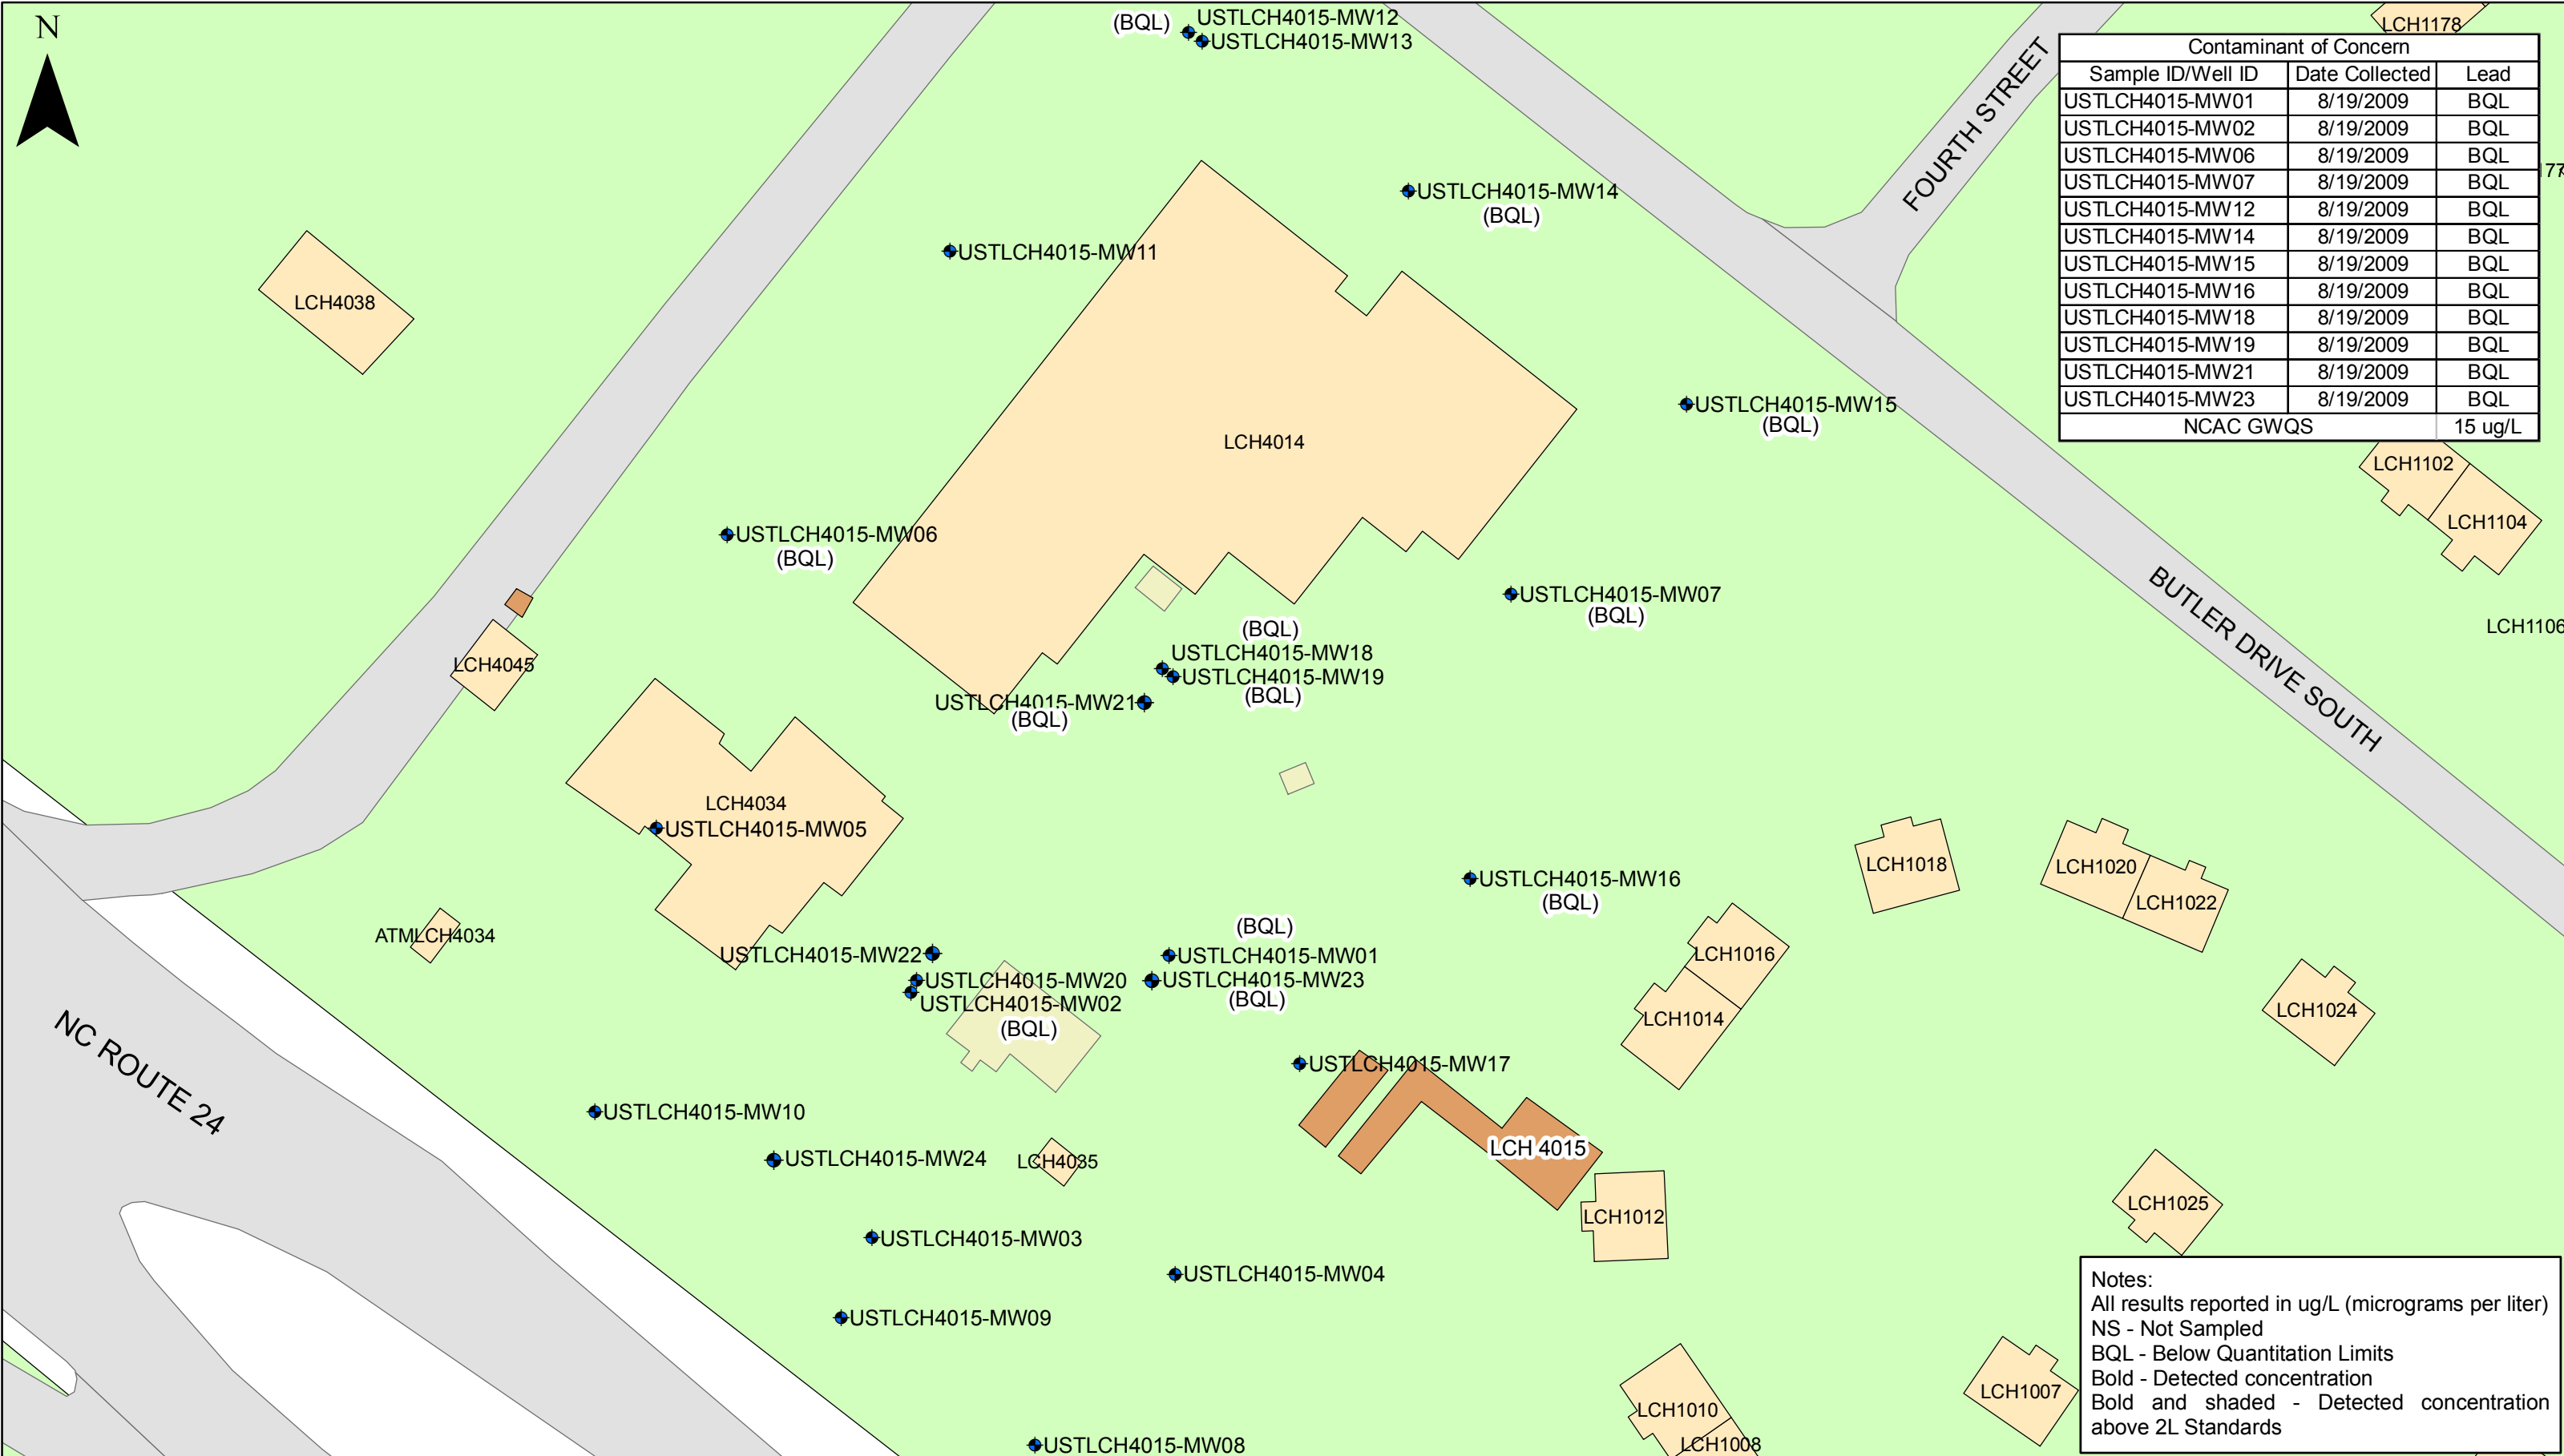 N
(BQL)
USTLCH4015-MW12
USTLCH4015-MW13
LCH1178
Contaminant of Concern
Sample ID/Well ID Date Collected Lead
USTLCH4015-MW01 8/19/2009 BQL
USTLCH4015-MW02 8/19/2009 BQL
USTLCH4015-MW06 8/19/2009 BQL
USTLCH4015-MW07 8/19/2009 BQL
USTLCH4015-MW12 8/19/2009 BQL
USTLCH4015-MW14 8/19/2009 BQL
USTLCH4015-MW15 8/19/2009 BQL
USTLCH4015-MW16 8/19/2009 BQL
USTLCH4015-MW18 8/19/2009 BQL
USTLCH4015-MW19 8/19/2009 BQL
USTLCH4015-MW21 8/19/2009 BQL
USTLCH4015-MW23 8/19/2009 BQL
NCAC GWQS 15 ug/L
FOURTH STREET
USTLCH4015-MW14
(BQL)
USTLCH4015-MW11
LCH4038
USTLCH4015-MW15
(BQL)
LCH4014
LCH1102
LCH1104
USTLCH4015-MW06
(BQL)
USTLCH4015-MW07
(BQL)
BUTLER DRIVE SOUTH
LCH1106
(BQL)
USTLCH4015-MW18
USTLCH4015-MW19
(BQL)
USTLCH4015-MW21
(BQL)
LCH4045
LCH4034
USTLCH4015-MW05
LCH1018
LCH1020
LCH1022
USTLCH4015-MW16
(BQL)
ATMLCH4034
(BQL)
USTLCH4015-MW01
USTLCH4015-MW23
(BQL)
USTLCH4015-MW22
USTLCH4015-MW20
USTLCH4015-MW02
(BQL)
LCH1016
LCH1014
LCH1024
NC ROUTE 24
USTLCH4015-MW17
USTLCH4015-MW10
LCH 4015
USTLCH4015-MW24
LCH4035
LCH1012
LCH1025
USTLCH4015-MW03
USTLCH4015-MW04
USTLCH4015-MW09
LCH1010
LCH1008
LCH1007
USTLCH4015-MW08
Notes:
All results reported in ug/L (micrograms per liter)
NS - Not Sampled
BQL - Below Quantitation Limits
Bold - Detected concentration
Bold and shaded - Detected concentration
above 2L Standards